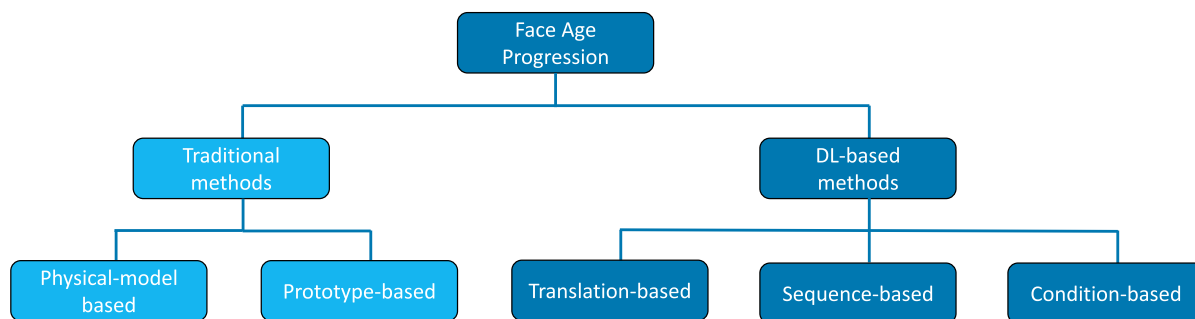 Face Age
Progression
Traditional
methods
DL-based
methods
Physical-model
based
Prototype-based
Translation-based
Sequence-based
Condition-based